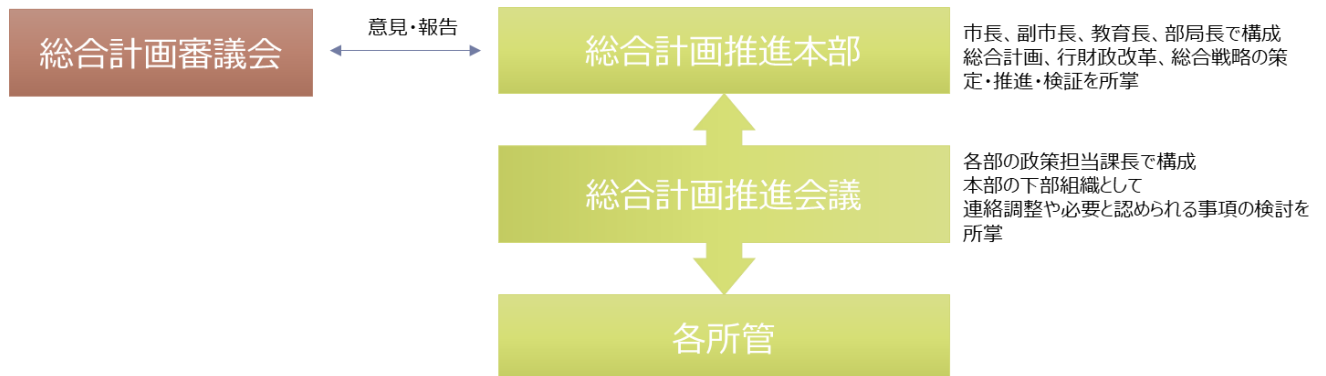 総合計画審議会
意見・報告
総合計画推進本部
市長、副市長、教育長、部局長で構成
総合計画、行財政改革、総合戦略の策
定・推進・検証を所掌
総合計画推進会議
各部の政策担当課長で構成
本部の下部組織として
連絡調整や必要と認められる事項の検討を
所掌
各所管